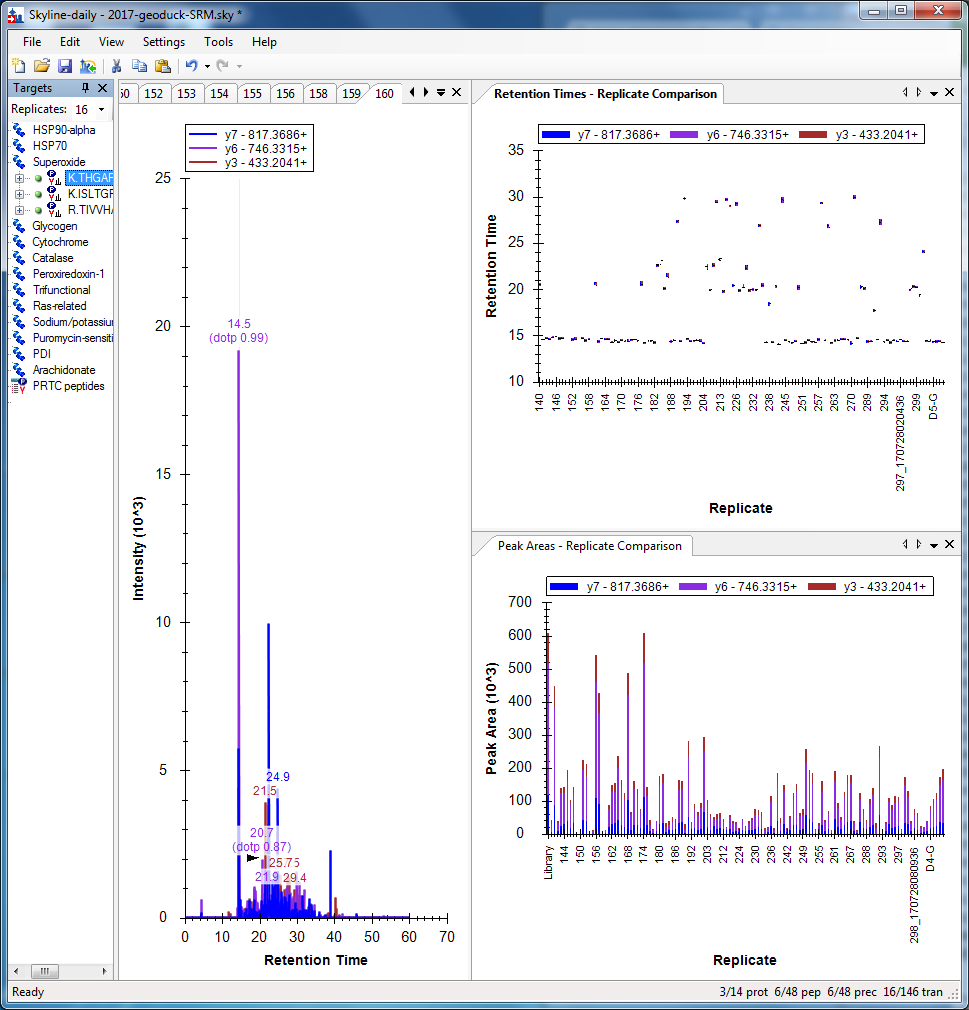 Skyline-daily - 2017-geoduck-SRM.sky *
File Edit View Settings Tools Help
Targets
Replicates: 16
HSP90-alpha
HSP70
Superoxide
K.THGAF
K.ISLTGF
R.TIVVHA
Glycogen
Cytochrome
Catalase
Peroxiredoxin-1
Trifunctional
Ras-related
Sodium/potassiu
Puromycin-sensiti
PDI
Arachidonate
PRTC peptides
50 152 153 154 155 156 158 159 160
y7 - 817.3686+
y6 - 746.3315+
y3 - 433.2041+
25
20
15
10
5
0
Intensity (10^3)
14.5
(dotp 0.99)
24.9
21.5
20.7
(dotp 0.87)
25.75
21.9 29.4
0 10 20 30 40 50 60 70
Retention Time
Retention Times - Replicate Comparison
y7 - 817.3686+ y6 - 746.3315+ y3 - 433.2041+
35
30
25
20
15
10
Retention Time
140 146 152 158 164 170 176 182 188 194 204 213 226 232 238 245 251 257 263 270 289 294 297_170728020436 299 D5-G
Replicate
Peak Areas - Replicate Comparison
y7 - 817.3686+ y6 - 746.3315+ y3 - 433.2041+
700
600
500
400
300
200
100
0
Peak Area (10^3)
Library 144 150 156 162 168 174 180 186 192 203 212 224 230 236 242 249 255 261 267 288 293 297 298_170728080936 D4-G
Replicate
Ready
3/14 prot 6/48 pep 6/48 prec 16/146 tran